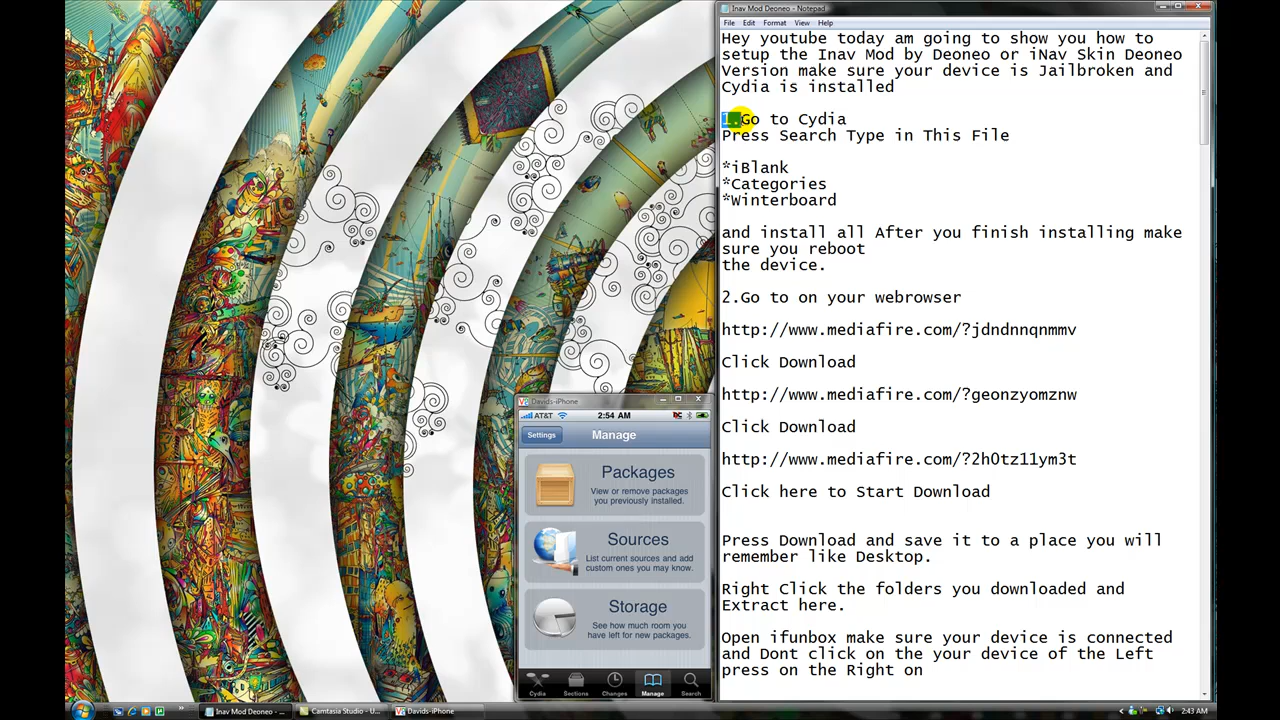 Inav Mod Deoneo - Notepad
File Edit Format View Help
Hey youtube today am going to show you how to
setup the Inav Mod by Deoneo or iNav Skin Deoneo
Version make sure your device is Jailbroken and
Cydia is installed
1.Go to Cydia
Press Search Type in This File
*iBlank
*Categories
*Winterboard
and install all After you finish installing make
sure you reboot
the device.
2.Go to on your webrowser
http://www.mediafire.com/?jdndnnqnmmv
Click Download
http://www.mediafire.com/?geonzyomznw
Click Download
http://www.mediafire.com/?2h0tz11ym3t
Click here to Start Download
Press Download and save it to a place you will
remember like Desktop.
Right Click the folders you downloaded and
Extract here.
Open ifunbox make sure your device is connected
and Dont click on the your device of the Left
press on the Right on
Davids-iPhone
AT&T 2:54 AM
Settings Manage
Packages
View or remove packages
you previously installed.
Sources
List current sources and add
custom ones you may know.
Storage
See how much room you
have left for new packages.
Cydia Sections Changes Manage Search
Inav Mod Deoneo - ... Camtasia Studio - U... Davids-iPhone 2:43 AM